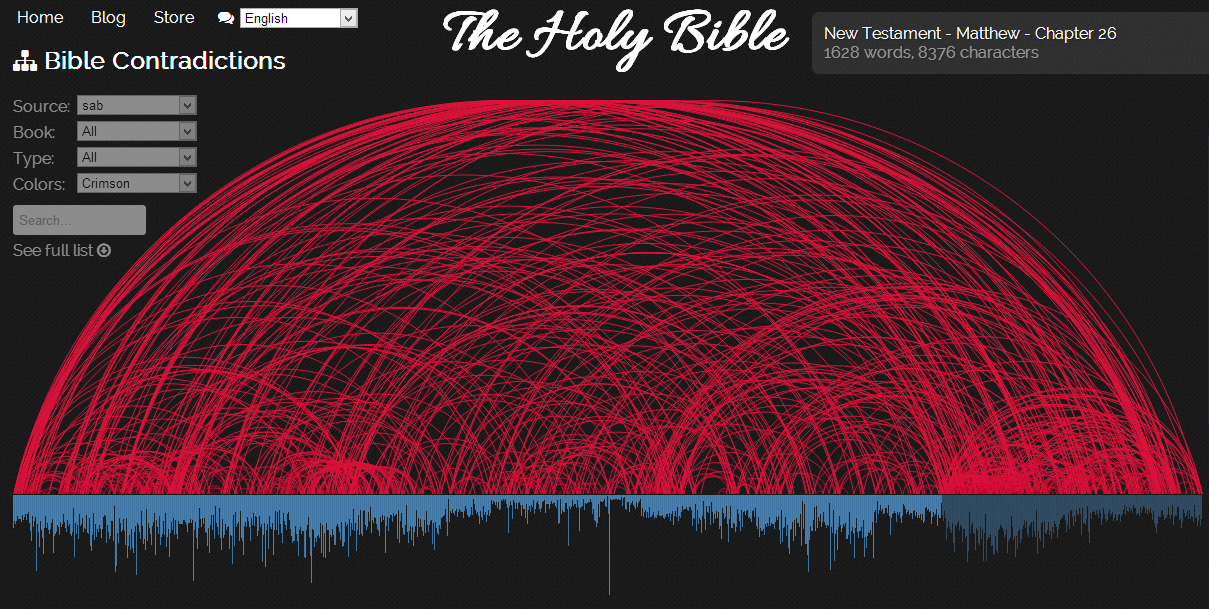 Home Blog Store English
The Holy Bible
New Testament - Matthew - Chapter 26
1628 words, 8376 characters
Bible Contradictions
Source: sab
Book: All
Type: All
Colors: Crimson
Search...
See full list